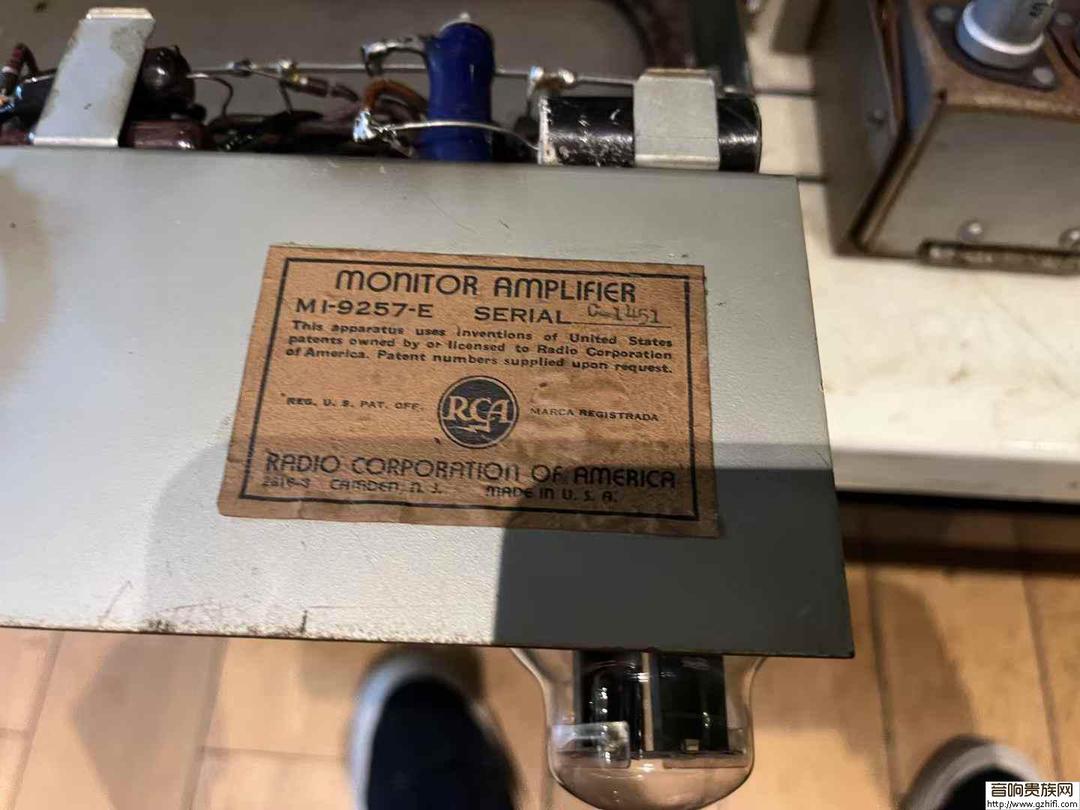 MONITOR AMPLIFIER
MI-9257-E SERIAL C-1451
This apparatus uses inventions of United States
patents owned by or licensed to Radio Corporation
of America. Patent numbers supplied upon request.
REG. U. S. PAT. OFF. RCA MARCA REGISTRADA
RADIO CORPORATION OF AMERICA
CAMDEN, N. J. MADE IN U. S. A.
音响贵族网
http://www.gzhifi.com